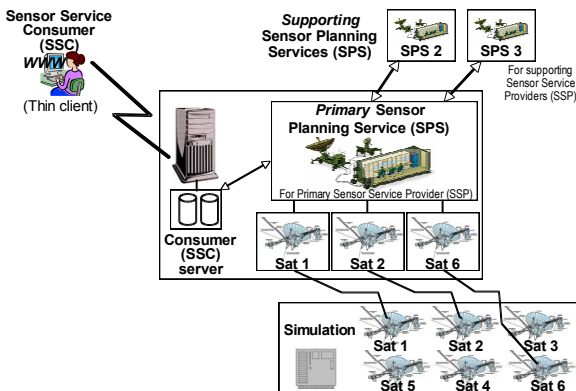 Sensor Service
Consumer
(SSC)
WWW
(Thin client)
Supporting
Sensor Planning
Services (SPS)
SPS 2
SPS 3
For supporting
Sensor Service
Providers (SSP)
Primary Sensor
Planning Service (SPS)
For Primary Sensor Service Provider (SSP)
Consumer
(SSC)
server
Sat 1
Sat 2
Sat 6
Simulation
Sat 1
Sat 2
Sat 3
Sat 5
Sat 4
Sat 6